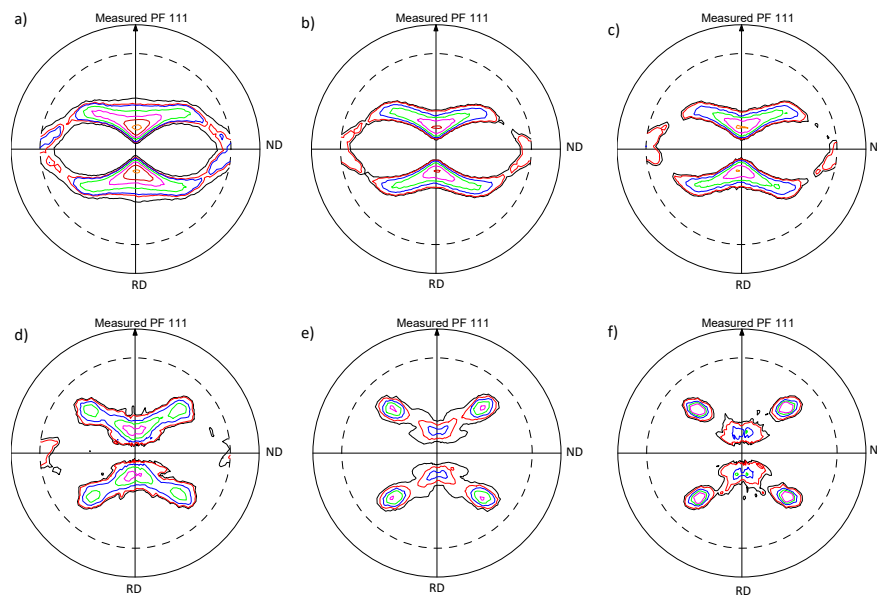 a) Measured PF 111
b) Measured PF 111
c) Measured PF 111
ND
ND
N
RD
RD
RD
d) Measured PF 111
e) Measured PF 111
f) Measured PF 111
ND
ND
N
RD
RD
RD